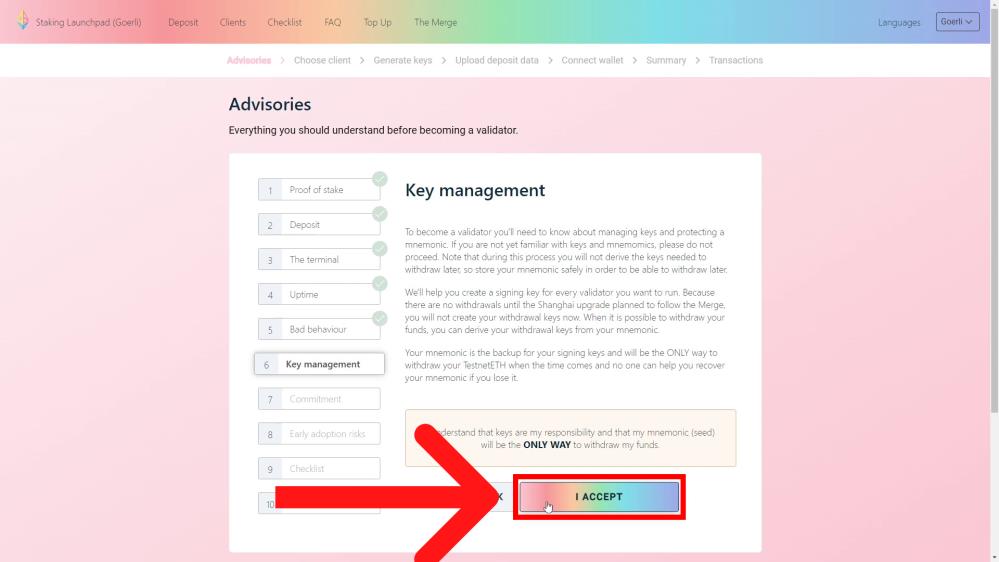 Staking Launchpad (Goerli) Deposit Clients Checklist FAQ Top Up The Merge Languages Goerli
Advisories > Choose client > Generate keys > Upload deposit data > Connect wallet > Summary > Transactions
Advisories
Everything you should understand before becoming a validator.
1 Proof of stake
2 Deposit
3 The terminal
4 Uptime
5 Bad behaviour
6 Key management
7 Commitment
8 Early adoption risks
9 Checklist
10
Key management
To become a validator you'll need to know about managing keys and protecting a
mnemonic. If you are not yet familiar with keys and mnemomics, please do not
proceed. Note that during this process you will not derive the keys needed to
withdraw later, so store your mnemonic safely in order to be able to withdraw later.
We'll help you create a signing key for every validator you want to run. Because
there are no withdrawals until the Shanghai upgrade planned to follow the Merge,
you will not create your withdrawal keys now. When it is possible to withdraw your
funds, you can derive your withdrawal keys from your mnemonic.
Your mnemonic is the backup for your signing keys and will be the ONLY way to
withdraw your TestnetETH when the time comes and no one can help you recover
your mnemonic if you lose it.
understand that keys are my responsibility and that my mnemonic (seed)
will be the ONLY WAY to withdraw my funds.
K
I ACCEPT